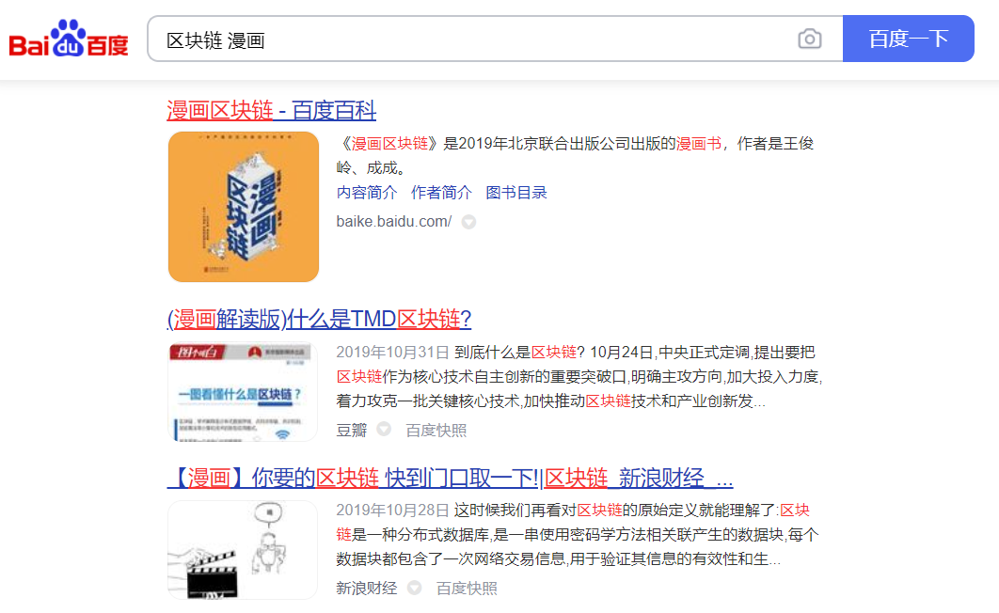 Bai du 百度
区块链 漫画
百度一下
漫画区块链 - 百度百科
漫画
区块链
《漫画区块链》是2019年北京联合出版公司出版的漫画书，作者是王俊
岭、成成。
内容简介 作者简介 图书目录
baike.baidu.com/
(漫画解读版)什么是TMD区块链?
一图看懂什么是区块链？
2019年10月31日 到底什么是区块链? 10月24日,中央正式定调,提出要把
区块链作为核心技术自主创新的重要突破口,明确主攻方向,加大投入力度,
着力攻克一批关键核心技术,加快推动区块链技术和产业创新发...
豆瓣 百度快照
【漫画】你要的区块链 快到门口取一下!|区块链_新浪财经_...
2019年10月28日 这时候我们再看对区块链的原始定义就能理解了:区块
链是一种分布式数据库,是一串使用密码学方法相关联产生的数据块,每个
数据块都包含了一次网络交易信息,用于验证其信息的有效性和生...
新浪财经 百度快照